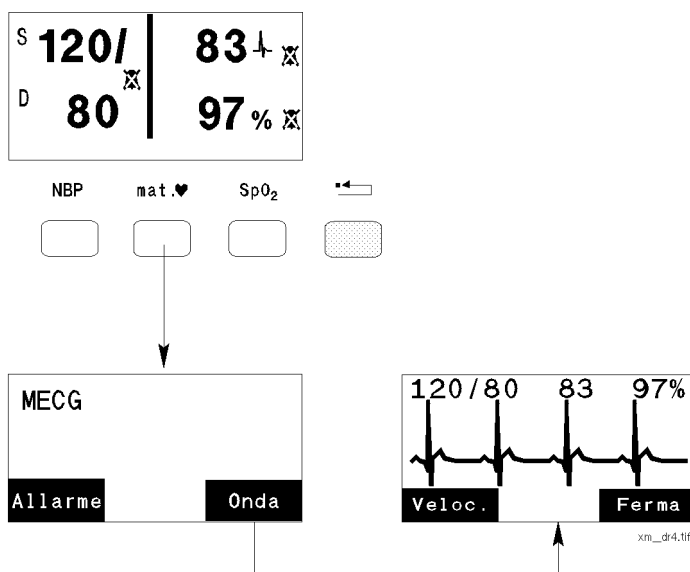 S 120/ 83
D 80 97 %
NBP mat.♥ SpO₂
MECG
Allarme Onda
120/80 83 97%
Veloc. Ferma
xm_dr4.tif